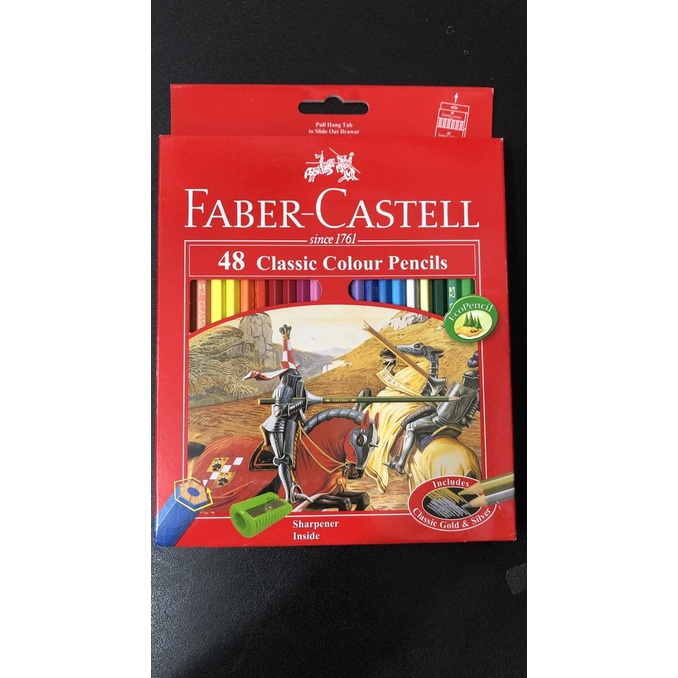 Pull Hang Tab
to Slide Out Drawer
FABER-CASTELL
since 1761
48 Classic Colour Pencils
EcoPencil
Includes
Classic Gold & Silver
Sharpener
Inside